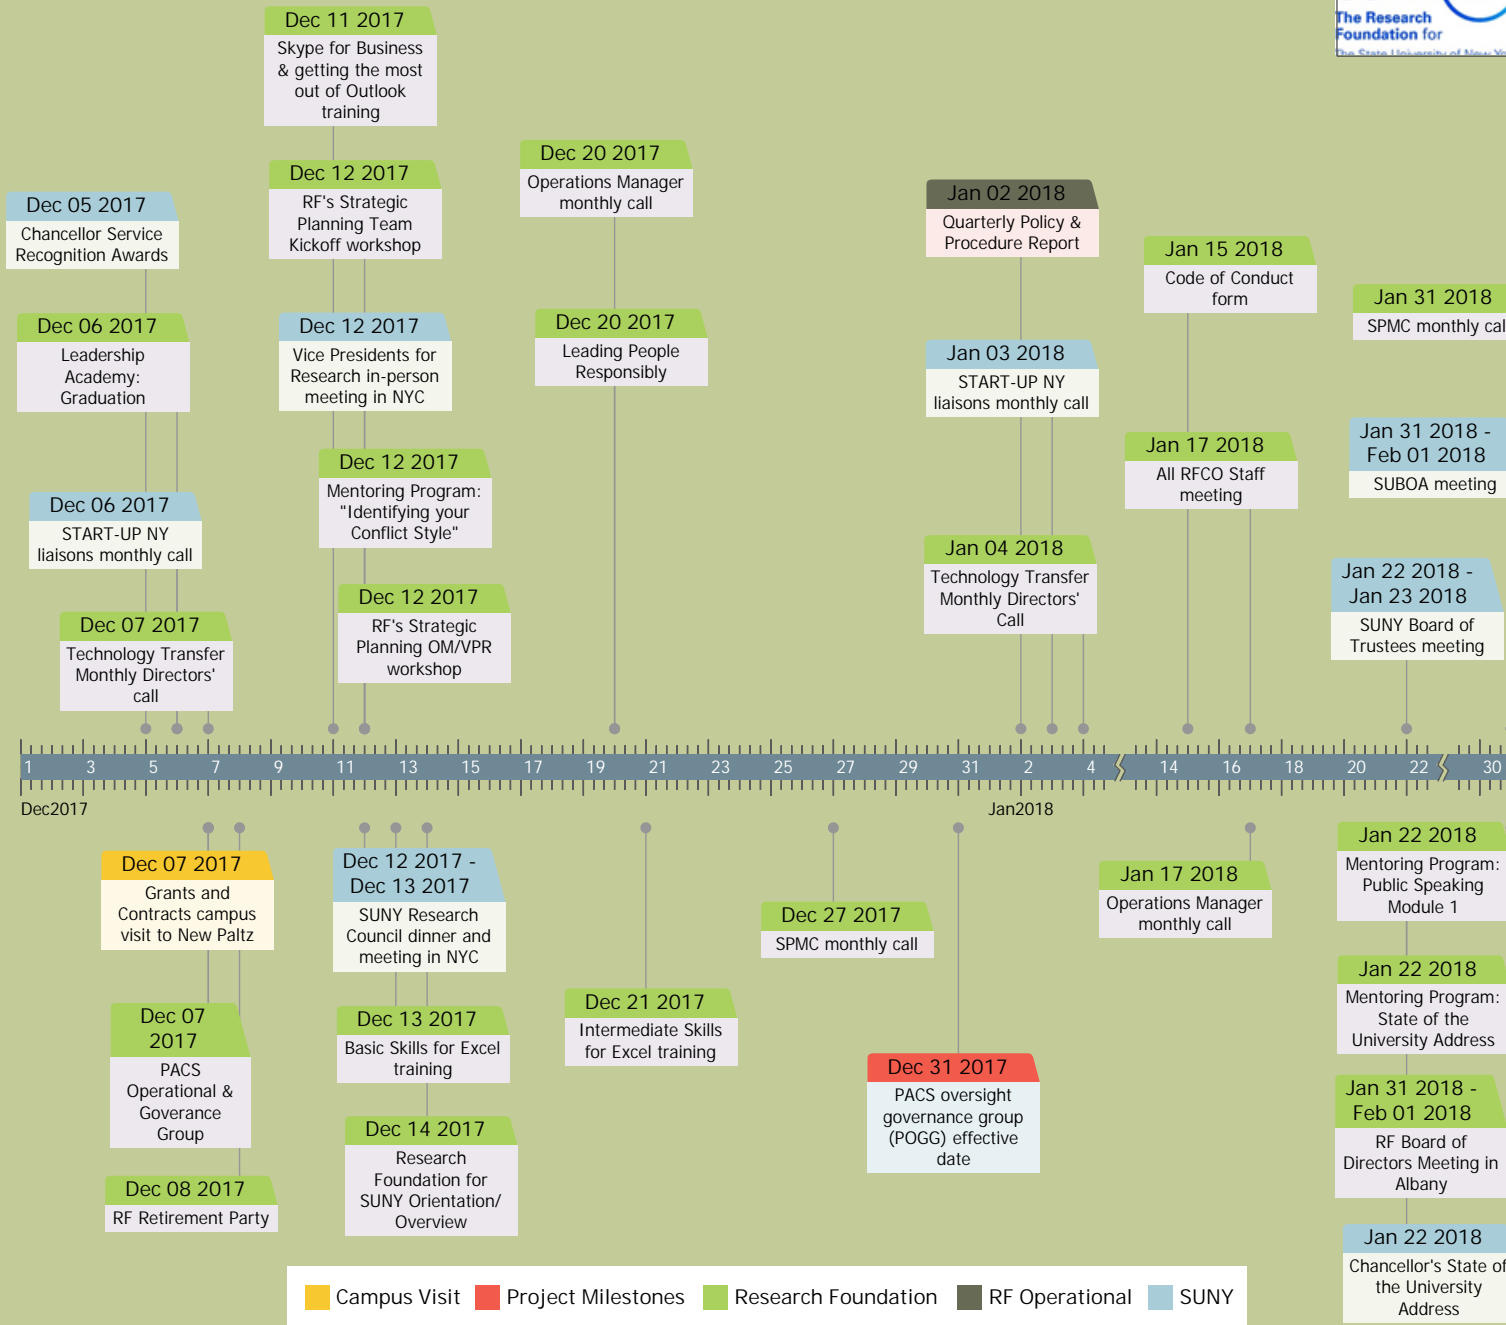 The Research
Foundation for
The State University of New Yo
Dec 11 2017
Skype for Business
& getting the most
out of Outlook
training
Dec 20 2017
Operations Manager
monthly call
Dec 12 2017
RF's Strategic
Planning Team
Kickoff workshop
Jan 02 2018
Quarterly Policy &
Procedure Report
Dec 05 2017
Chancellor Service
Recognition Awards
Jan 15 2018
Code of Conduct
form
Jan 31 2018
SPMC monthly cal
Dec 06 2017
Leadership
Academy:
Graduation
Dec 12 2017
Vice Presidents for
Research in-person
meeting in NYC
Dec 20 2017
Leading People
Responsibly
Jan 03 2018
START-UP NY
liaisons monthly call
Jan 31 2018 -
Feb 01 2018
SUBOA meeting
Jan 17 2018
All RFCO Staff
meeting
Dec 12 2017
Mentoring Program:
"Identifying your
Conflict Style"
Dec 06 2017
START-UP NY
liaisons monthly call
Jan 04 2018
Technology Transfer
Monthly Directors'
Call
Jan 22 2018 -
Jan 23 2018
SUNY Board of
Trustees meeting
Dec 12 2017
RF's Strategic
Planning OM/VPR
workshop
Dec 07 2017
Technology Transfer
Monthly Directors'
call
1 3 5 7 9 11 13 15 17 19 21 23 25 27 29 31 2 4 14 16 18 20 22 30
Dec2017 Jan2018
Dec 07 2017
Grants and
Contracts campus
visit to New Paltz
Dec 12 2017 -
Dec 13 2017
SUNY Research
Council dinner and
meeting in NYC
Jan 22 2018
Mentoring Program:
Public Speaking
Module 1
Jan 17 2018
Operations Manager
monthly call
Dec 27 2017
SPMC monthly call
Jan 22 2018
Mentoring Program:
State of the
University Address
Dec 21 2017
Intermediate Skills
for Excel training
Dec 07
2017
PACS
Operational &
Goverance
Group
Dec 13 2017
Basic Skills for Excel
training
Dec 31 2017
PACS oversight
governance group
(POGG) effective
date
Jan 31 2018 -
Feb 01 2018
RF Board of
Directors Meeting in
Albany
Dec 14 2017
Research
Foundation for
SUNY Orientation/
Overview
Dec 08 2017
RF Retirement Party
Jan 22 2018
Chancellor's State of
the University
Address
Campus Visit Project Milestones Research Foundation RF Operational SUNY